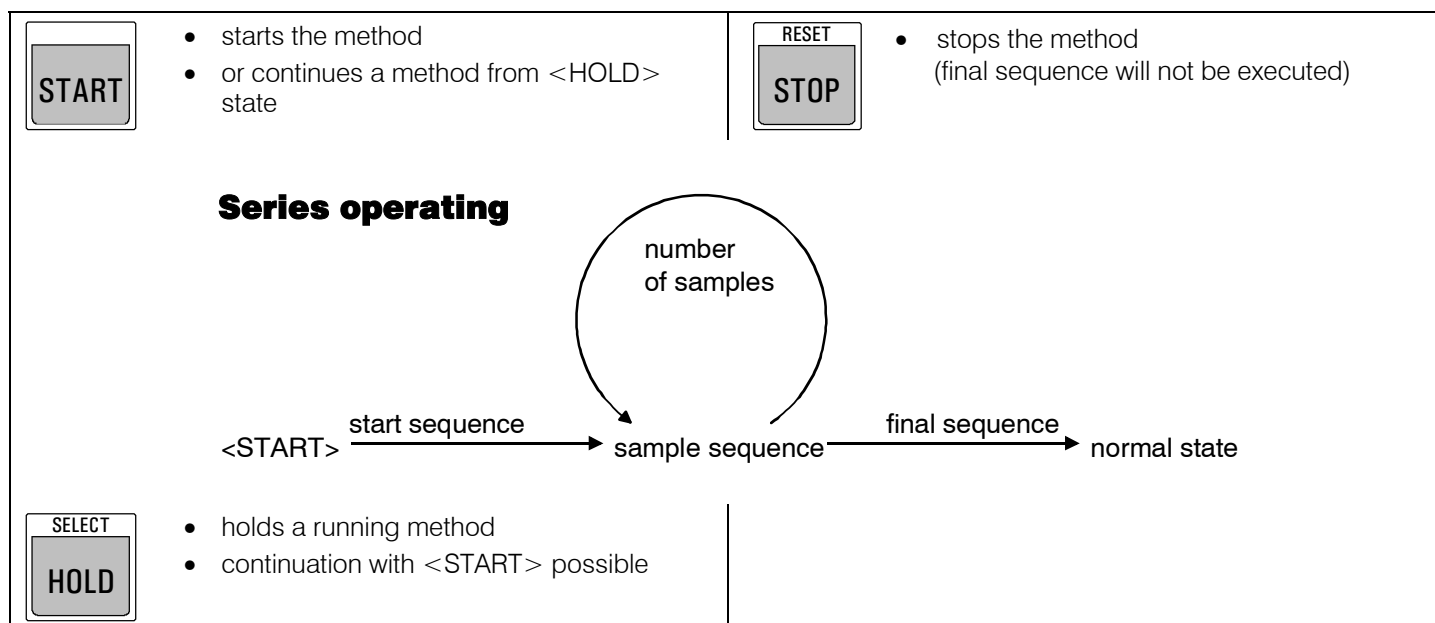 START
• starts the method
• or continues a method from <HOLD>
state
RESET
STOP
• stops the method
(final sequence will not be executed)
Series operating
number
of samples
<START>
start sequence
sample sequence
final sequence
normal state
SELECT
HOLD
• holds a running method
• continuation with <START> possible